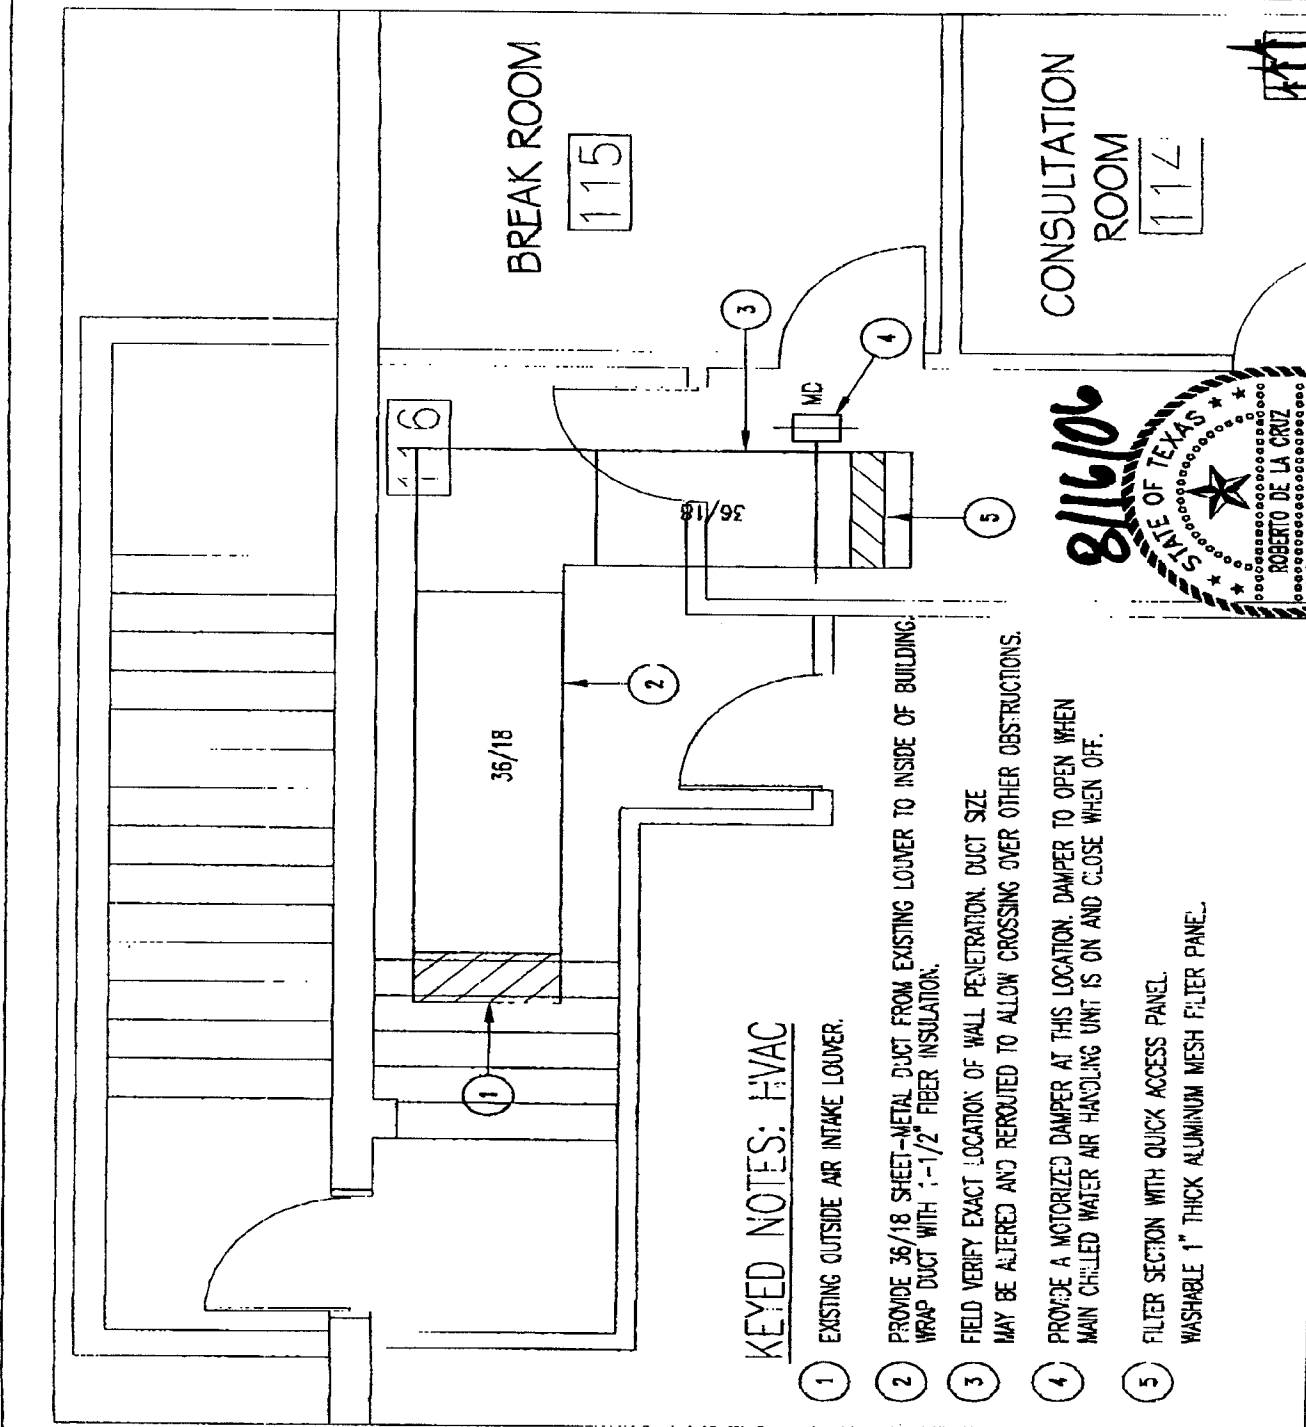 BREAK ROOM
115
CONSULTATION
ROOM
114
116
3
4
MD
36/18
5
2
36/18
1
8/16/06
STATE OF TEXAS
ROBERTO DE LA CRUZ
KEYED NOTES: HVAC
1 EXISTING OUTSIDE AIR INTAKE LOUVER.
2 PROVIDE 36/18 SHEET-METAL DUCT FROM EXISTING LOUVER TO INSIDE OF BUILDING.
WRAP DUCT WITH 1-1/2" FIBER INSULATION.
3 FIELD VERIFY EXACT LOCATION OF WALL PENETRATION. DUCT SIZE
MAY BE ALTERED AND REROUTED TO ALLOW CROSSING OVER OTHER OBSTRUCTIONS.
4 PROVIDE A MOTORIZED DAMPER AT THIS LOCATION. DAMPER TO OPEN WHEN
MAIN CHILLED WATER AIR HANDLING UNIT IS ON AND CLOSE WHEN OFF.
5 FILTER SECTION WITH QUICK ACCESS PANEL.
WASHABLE 1" THICK ALUMINUM MESH FILTER PANEL.